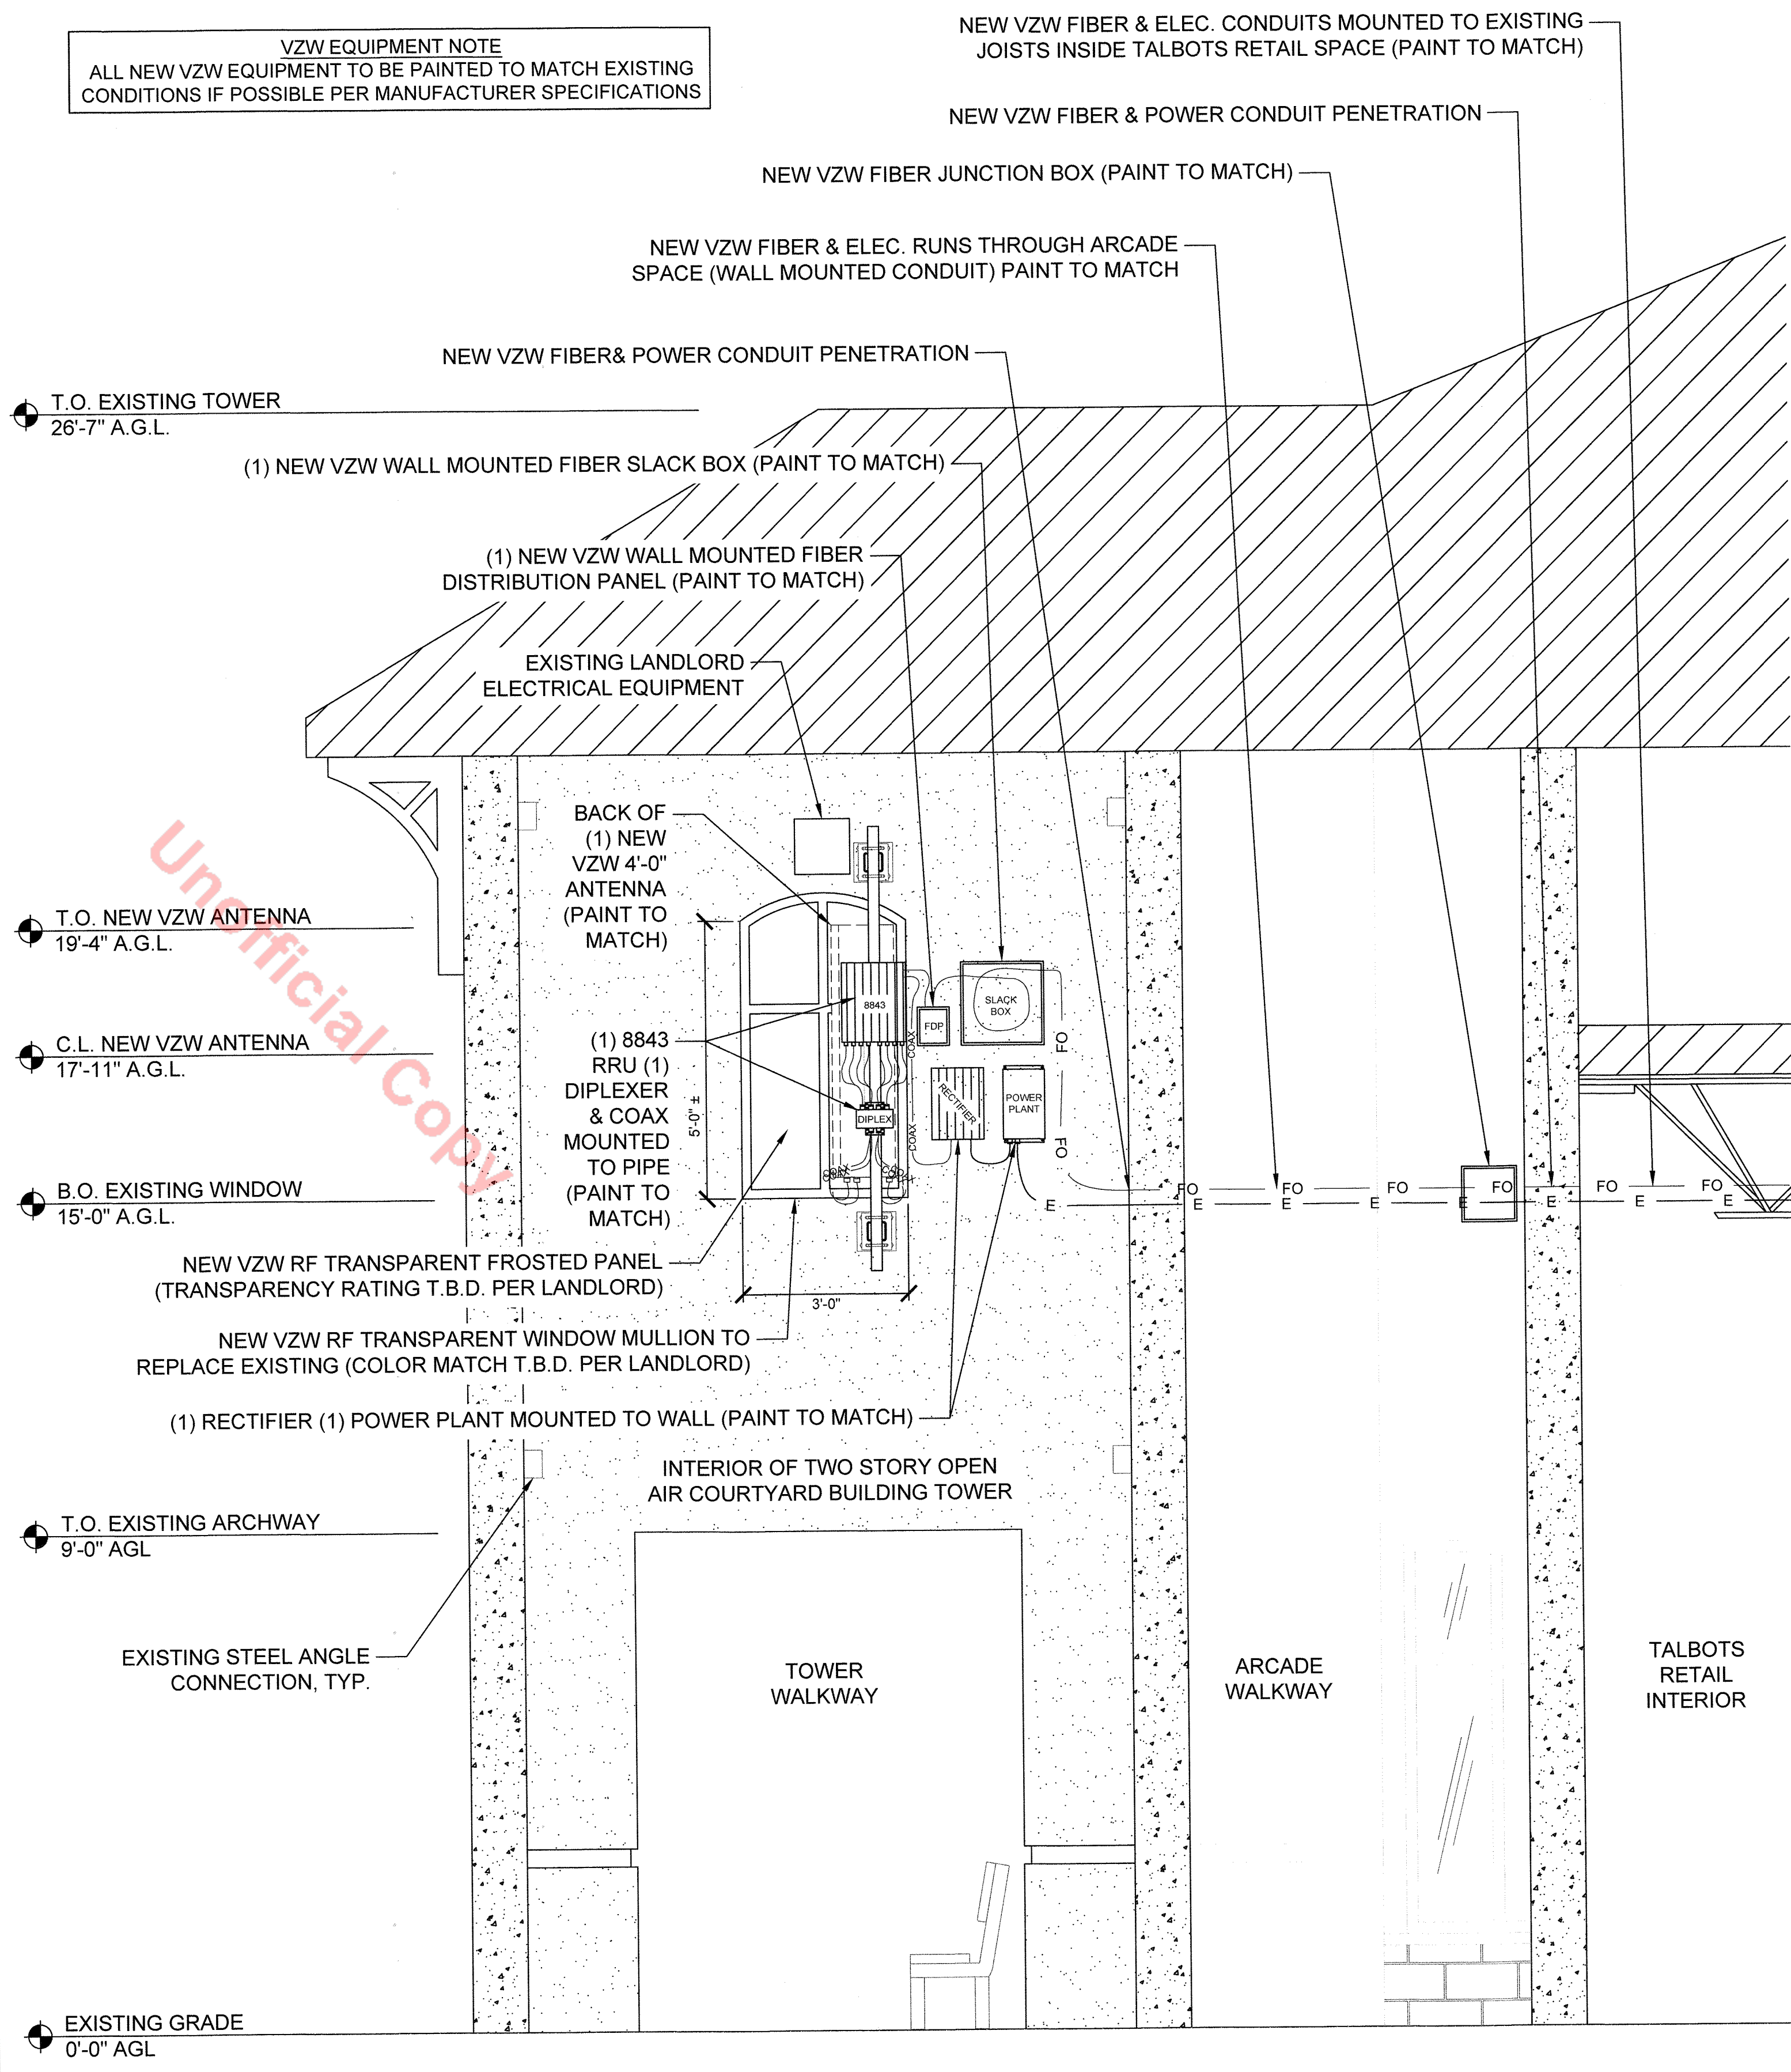 VZW EQUIPMENT NOTE
ALL NEW VZW EQUIPMENT TO BE PAINTED TO MATCH EXISTING
CONDITIONS IF POSSIBLE PER MANUFACTURER SPECIFICATIONS
NEW VZW FIBER & ELEC. CONDUITS MOUNTED TO EXISTING
JOISTS INSIDE TALBOTS RETAIL SPACE (PAINT TO MATCH)
NEW VZW FIBER & POWER CONDUIT PENETRATION
NEW VZW FIBER JUNCTION BOX (PAINT TO MATCH)
NEW VZW FIBER & ELEC. RUNS THROUGH ARCADE
SPACE (WALL MOUNTED CONDUIT) PAINT TO MATCH
NEW VZW FIBER& POWER CONDUIT PENETRATION
T.O. EXISTING TOWER
26'-7" A.G.L.
(1) NEW VZW WALL MOUNTED FIBER SLACK BOX (PAINT TO MATCH)
(1) NEW VZW WALL MOUNTED FIBER
DISTRIBUTION PANEL (PAINT TO MATCH)
EXISTING LANDLORD
ELECTRICAL EQUIPMENT
BACK OF
(1) NEW
VZW 4'-0"
ANTENNA
(PAINT TO
MATCH)
T.O. NEW VZW ANTENNA
19'-4" A.G.L.
Unofficial Copy
8843
FDP
SLACK
BOX
COAX
FO
C.L. NEW VZW ANTENNA
17'-11" A.G.L.
(1) 8843
RRU (1)
DIPLEXER
& COAX
MOUNTED
TO PIPE
(PAINT TO
MATCH)
5'-0" ±
DIPLEX
RECTIFIER
POWER
PLANT
COAX
FO
COAX
COAX
B.O. EXISTING WINDOW
15'-0" A.G.L.
FO FO FO FO FO FO
E E E E E E E E
NEW VZW RF TRANSPARENT FROSTED PANEL
(TRANSPARENCY RATING T.B.D. PER LANDLORD)
3'-0"
NEW VZW RF TRANSPARENT WINDOW MULLION TO
REPLACE EXISTING (COLOR MATCH T.B.D. PER LANDLORD)
(1) RECTIFIER (1) POWER PLANT MOUNTED TO WALL (PAINT TO MATCH)
INTERIOR OF TWO STORY OPEN
AIR COURTYARD BUILDING TOWER
T.O. EXISTING ARCHWAY
9'-0" AGL
EXISTING STEEL ANGLE
CONNECTION, TYP.
TOWER
WALKWAY
ARCADE
WALKWAY
TALBOTS
RETAIL
INTERIOR
EXISTING GRADE
0'-0" AGL